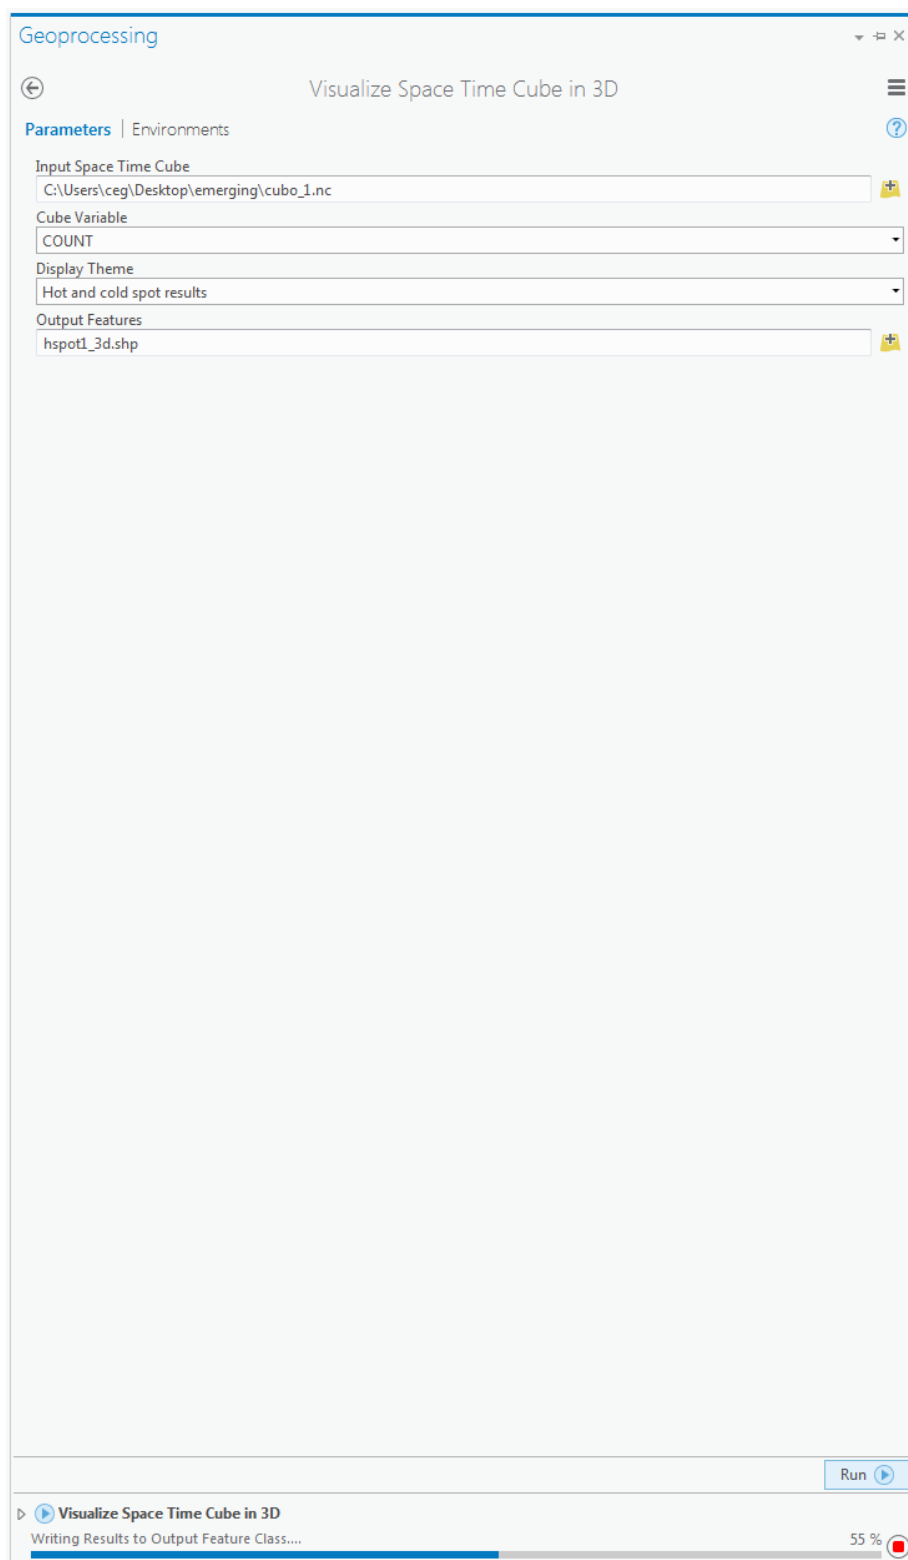 Geoprocessing
Visualize Space Time Cube in 3D
Parameters | Environments
Input Space Time Cube
C:\Users\ceg\Desktop\emerging\cubo_1.nc
Cube Variable
COUNT
Display Theme
Hot and cold spot results
Output Features
hspot1_3d.shp
Run
Visualize Space Time Cube in 3D
Writing Results to Output Feature Class.... 55 %